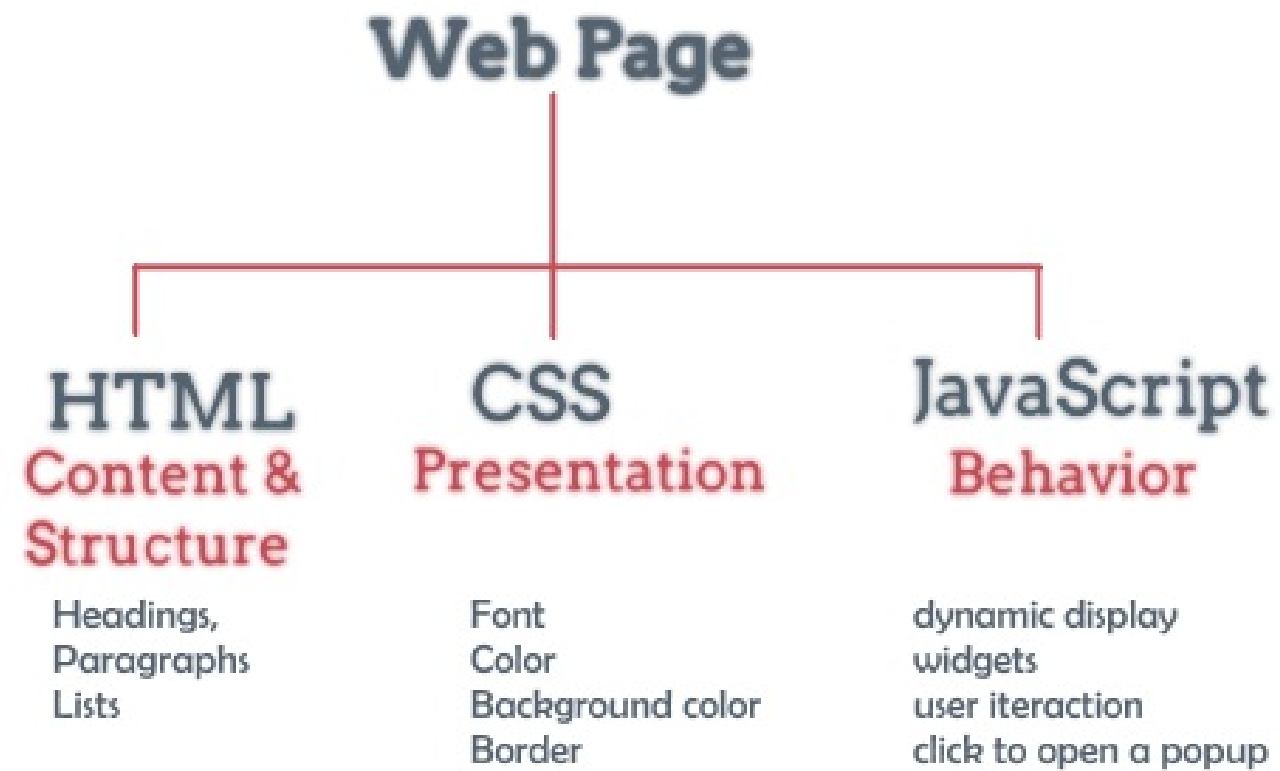 Web Page
HTML
Content &
Structure
Headings,
Paragraphs
Lists
CSS
Presentation
Font
Color
Background color
Border
JavaScript
Behavior
dynamic display
widgets
user iteraction
click to open a popup